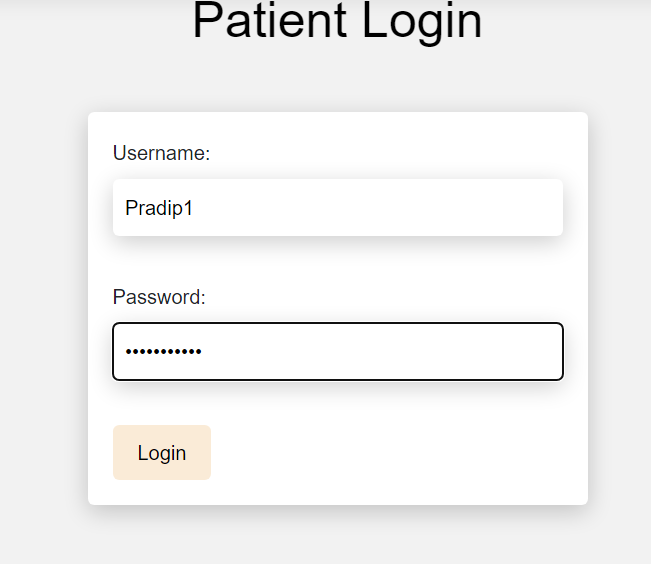 Patient Login
Username:
Pradip1
Password:
•••••••••••
Login